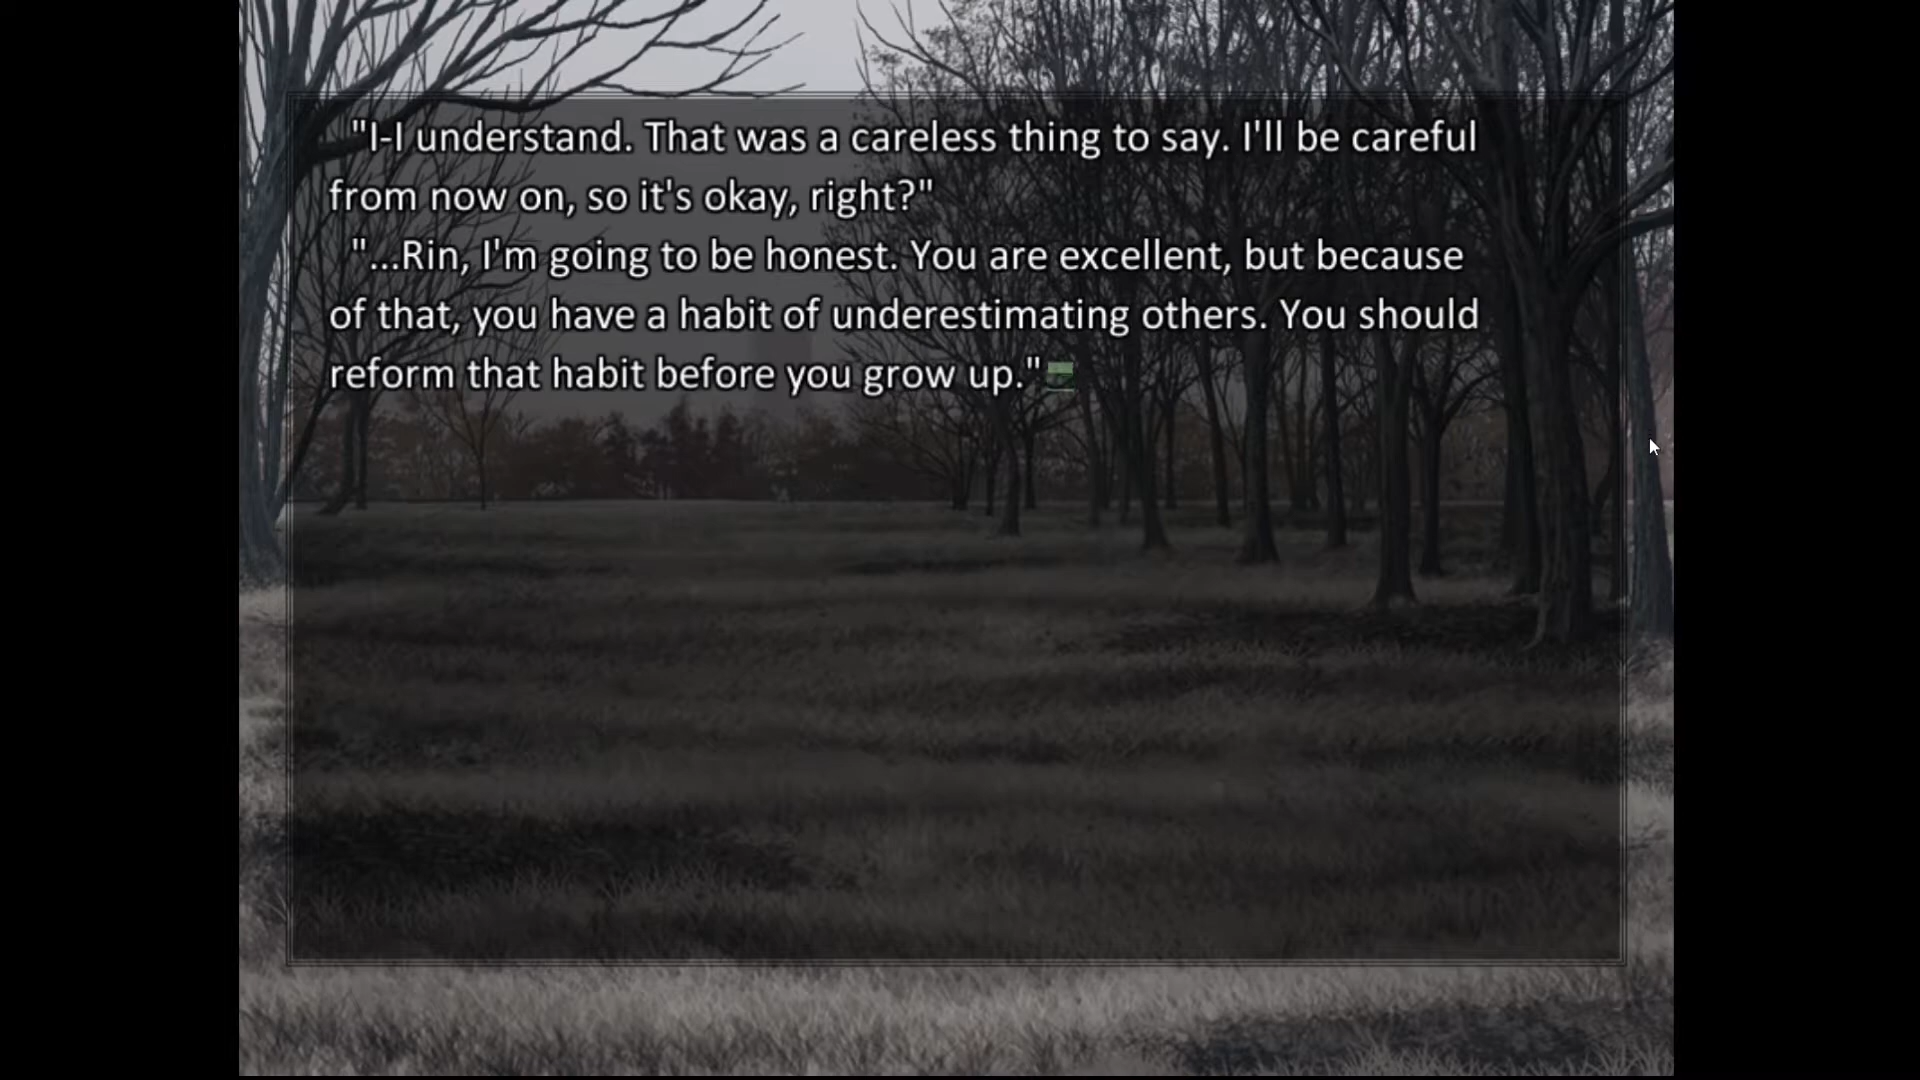 "I-I understand. That was a careless thing to say. I'll be careful
from now on, so it's okay, right?"
"...Rin, I'm going to be honest. You are excellent, but because
of that, you have a habit of underestimating others. You should
reform that habit before you grow up."